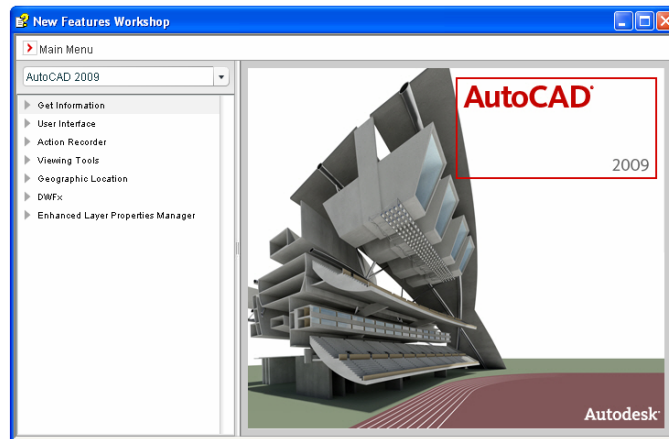 New Features Workshop
Main Menu
AutoCAD 2009
Get Information
User Interface
Action Recorder
Viewing Tools
Geographic Location
DWFx
Enhanced Layer Properties Manager
AutoCAD
2009
Autodesk